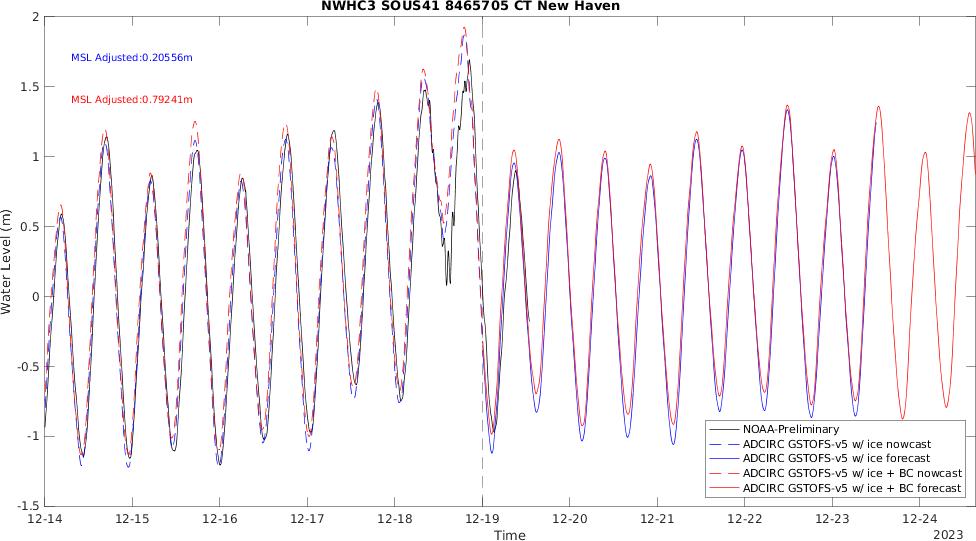 NWHC3 SOUS41 8465705 CT New Haven
2
MSL Adjusted:0.20556m
1.5
MSL Adjusted:0.79241m
1
0.5
Water Level (m)
0
-0.5
-1
NOAA-Preliminary
ADCIRC GSTOFS-v5 w/ ice nowcast
ADCIRC GSTOFS-v5 w/ ice forecast
ADCIRC GSTOFS-v5 w/ ice + BC nowcast
ADCIRC GSTOFS-v5 w/ ice + BC forecast
-1.5
12-14 12-15 12-16 12-17 12-18 12-19 12-20 12-21 12-22 12-23 12-24
Time
2023